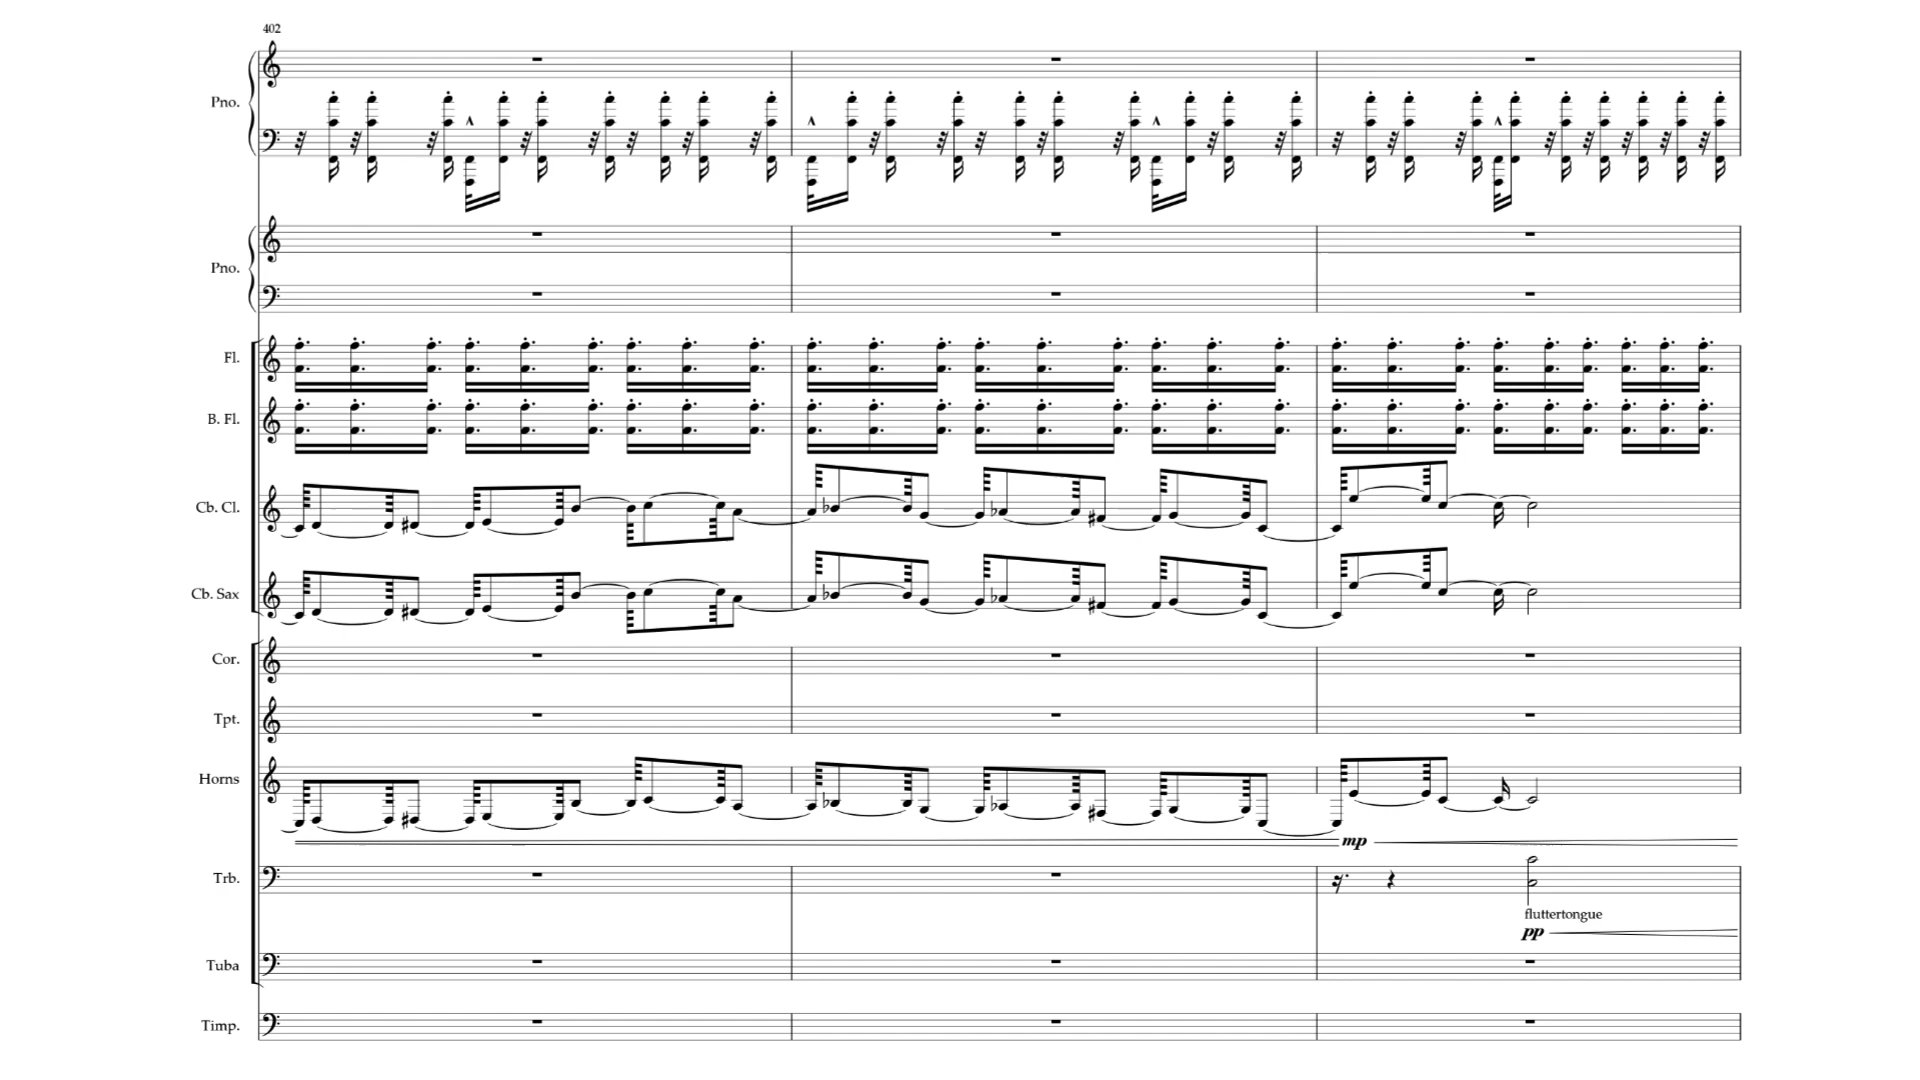 402
Pno.
Pno.
Fl.
B. Fl.
Cb. Cl.
Cb. Sax
Cor.
Tpt.
Horns
mp
Trb.
fluttertongue
pp
Tuba
Timp.